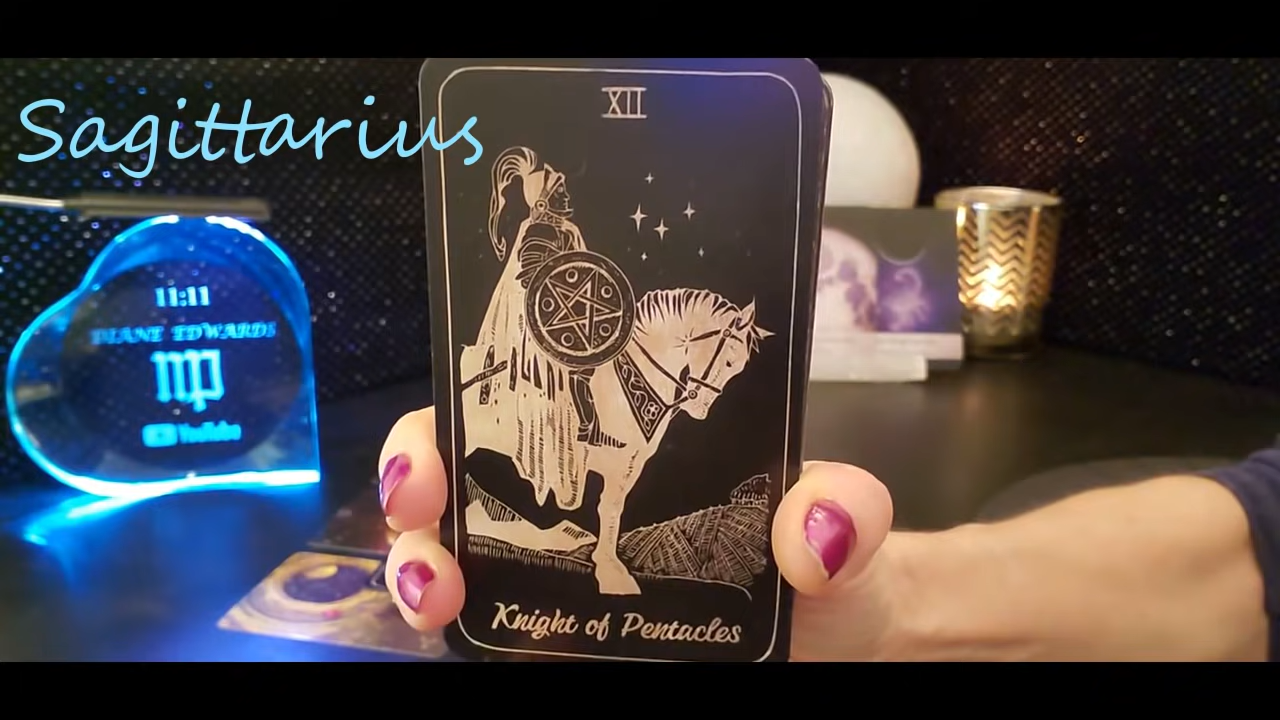 Sagittarius
XII
11:11
DIANE EDWARDS
YouTube
Knight of Pentacles